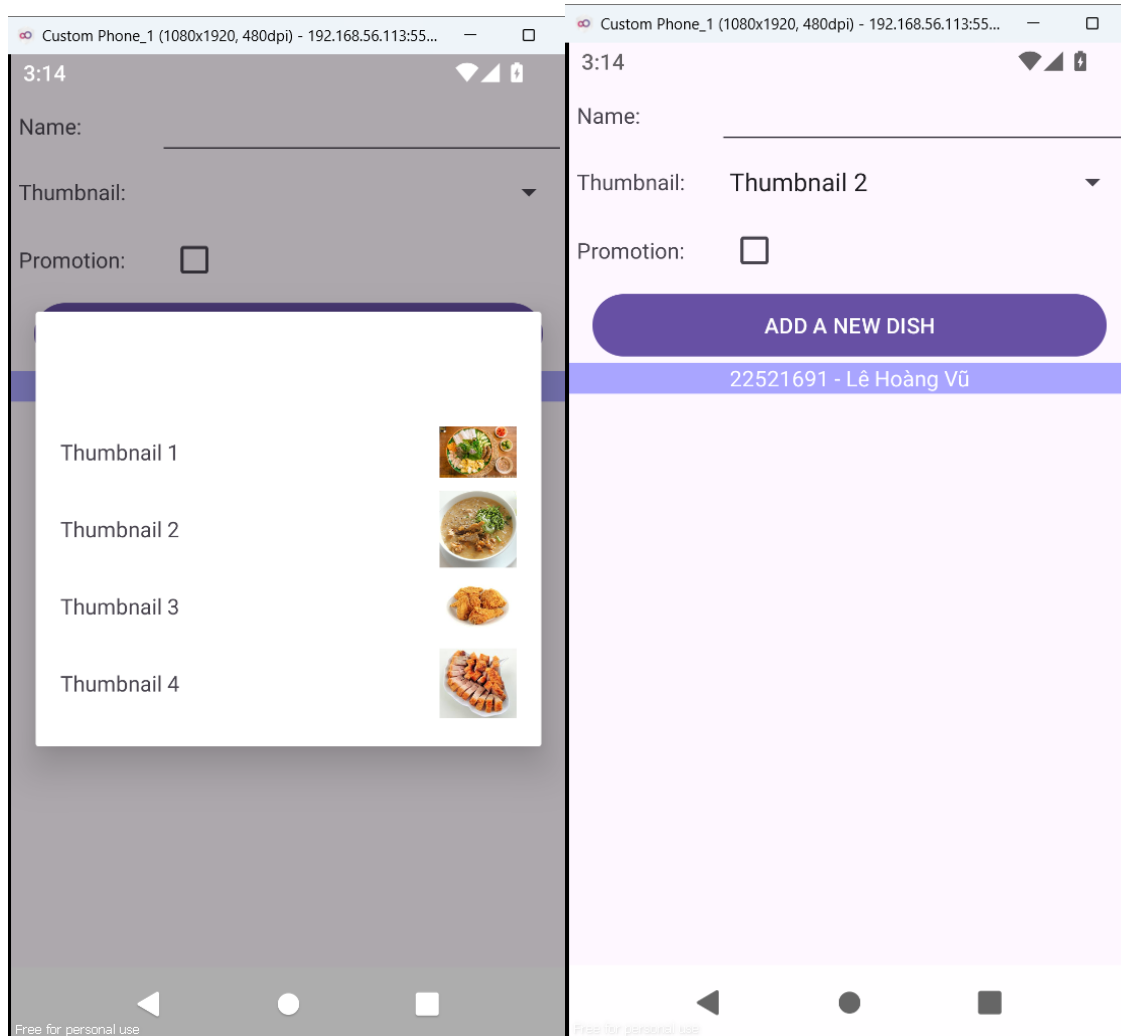 Custom Phone_1 (1080x1920, 480dpi) - 192.168.56.113:55...
3:14
Name:
Thumbnail:
Promotion:
Thumbnail 1
Thumbnail 2
Thumbnail 3
Thumbnail 4
Free for personal use
Custom Phone_1 (1080x1920, 480dpi) - 192.168.56.113:55...
3:14
Name:
Thumbnail: Thumbnail 2
Promotion:
ADD A NEW DISH
22521691 - Lê Hoàng Vũ
Free for personal use